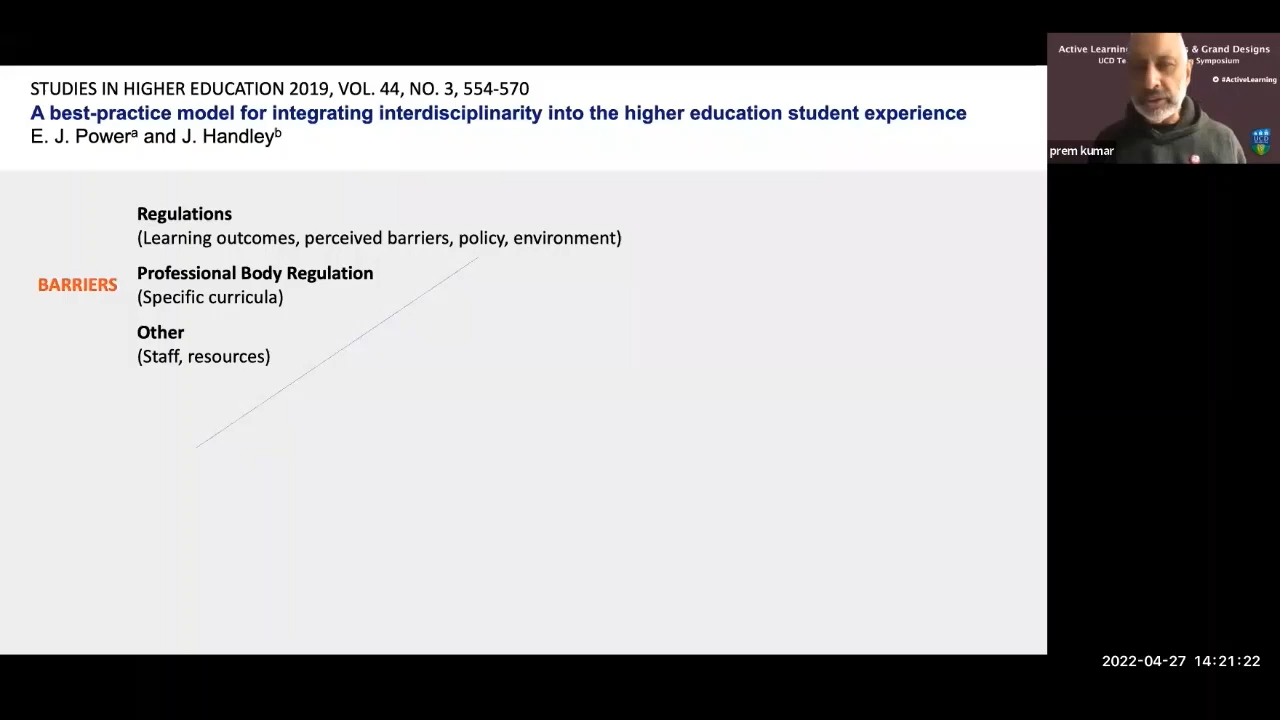 STUDIES IN HIGHER EDUCATION 2019, VOL. 44, NO. 3, 554-570
A best-practice model for integrating interdisciplinarity into the higher education student experience
E. J. Powerᵃ and J. Handleyᵇ
Regulations
(Learning outcomes, perceived barriers, policy, environment)
BARRIERS
Professional Body Regulation
(Specific curricula)
Other
(Staff, resources)
Active Learning & Grand Designs
UCD Symposium
#ActiveLearning
UCD
prem kumar
2022-04-27 14:21:22